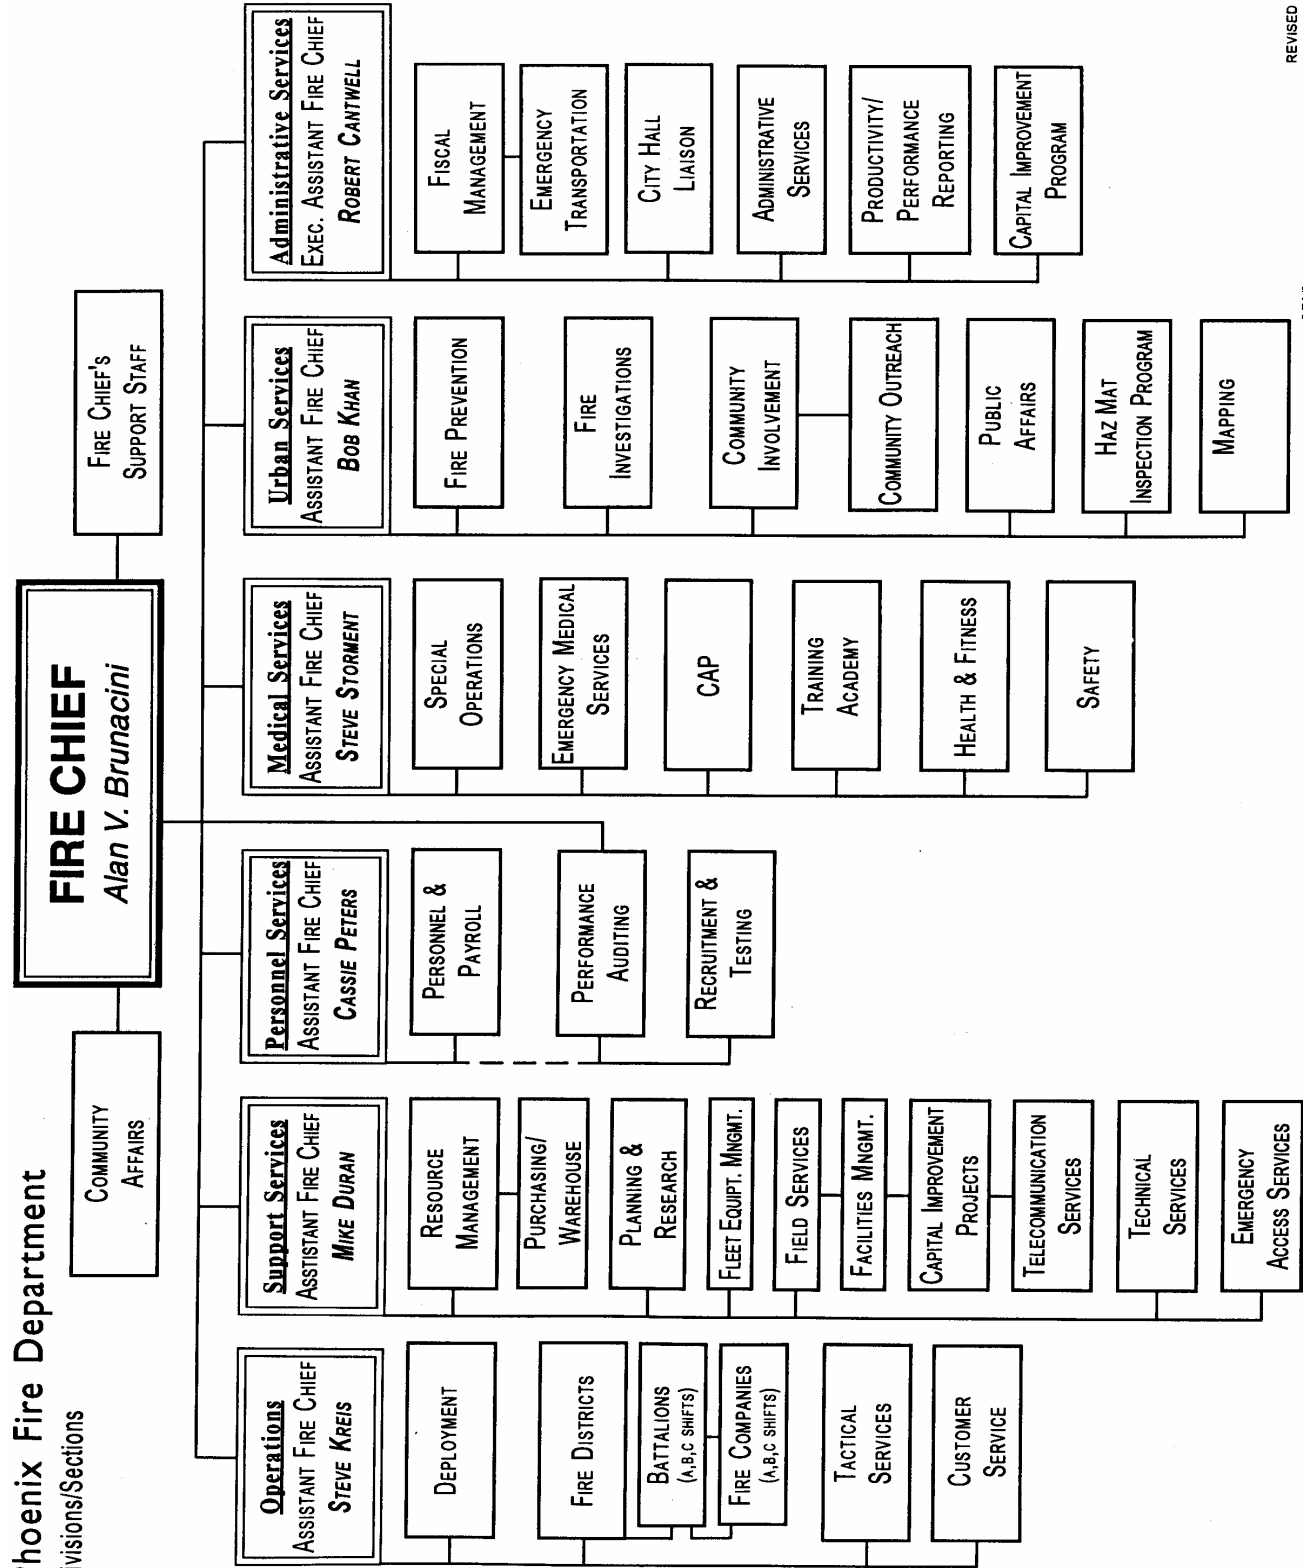 Phoenix Fire Department
Divisions/Sections
FIRE CHIEF
Alan V. Brunacini
COMMUNITY
AFFAIRS
FIRE CHIEF'S
SUPPORT STAFF
Operations
ASSISTANT FIRE CHIEF
STEVE KREIS
DEPLOYMENT
FIRE DISTRICTS
BATTALIONS
(A,B,C SHIFTS)
FIRE COMPANIES
(A,B,C SHIFTS)
TACTICAL
SERVICES
CUSTOMER
SERVICE
Support Services
ASSTISTANT FIRE CHIEF
MIKE DURAN
RESOURCE
MANAGEMENT
PURCHASING/
WAREHOUSE
PLANNING &
RESEARCH
FLEET EQUIPT. MNGMT.
FIELD SERVICES
FACILITIES MNGMT.
CAPITAL IMPROVEMENT
PROJECTS
TELECOMMUNICATION
SERVICES
TECHNICAL
SERVICES
EMERGENCY
ACCESS SERVICES
Personnel Services
ASSISTANT FIRE CHIEF
CASSIE PETERS
PERSONNEL &
PAYROLL
PERFORMANCE
AUDITING
RECRUITMENT &
TESTING
Medical Services
ASSISTANT FIRE CHIEF
STEVE STORMENT
SPECIAL
OPERATIONS
EMERGENCY MEDICAL
SERVICES
CAP
TRAINING
ACADEMY
HEALTH & FITNESS
SAFETY
Urban Services
ASSISTANT FIRE CHIEF
BOB KHAN
FIRE PREVENTION
FIRE
INVESTIGATIONS
COMMUNITY
INVOLVEMENT
COMMUNITY OUTREACH
PUBLIC
AFFAIRS
HAZ MAT
INSPECTION PROGRAM
MAPPING
Administrative Services
EXEC. ASSISTANT FIRE CHIEF
ROBERT CANTWELL
FISCAL
MANAGEMENT
EMERGENCY
TRANSPORTATION
CITY HALL
LIAISON
ADMINISTRATIVE
SERVICES
PRODUCTIVITY/
PERFORMANCE
REPORTING
CAPITAL IMPROVEMENT
PROGRAM
REVISED